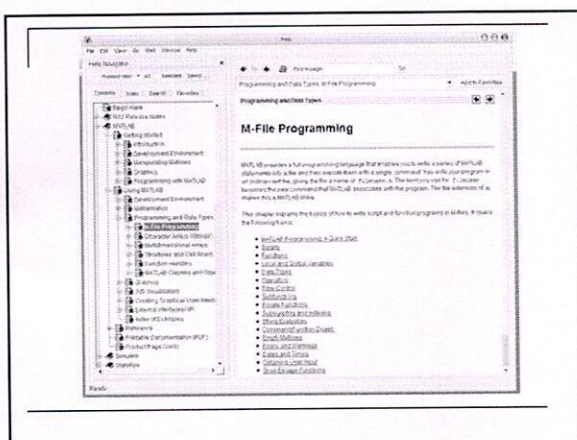 Help
File Edit View Go Web Window Help
Help Navigator
Product filter: All Selected Select...
Contents Index Search Favorites
Find in page:
Go
Programming and Data Types: M-File Programming
Add to Favorites
Begin Here
Release Notes
MATLAB
Getting Started
Introduction
Development Environment
Manipulating Matrices
Graphics
Programming with MATLAB
Using MATLAB
Development Environment
Mathematics
Programming and Data Types
M-File Programming
Character Arrays
Multidimensional Arrays
Structures and Cell Arrays
Function Handles
MATLAB Classes and
Graphics
3-D Visualization
Creating Graphical User
External Interfaces/API
Index of Examples
Reference
Printable Documentation (PDF)
Product Page (Web)
Simulink
Stateflow
Ready
Programming and Data Types
M-File Programming
MATLAB provides a full programming language that enables you to write a series of MATLAB
statements into a file and then execute them with a single command. You write your program in
an ordinary text file, giving the file a name of filename.m. The term you use for
becomes the new command that MATLAB associates with the program. The file extension of .m
makes this a MATLAB M-file.
This chapter explains the basics of how to write script and function programs in MATLAB. It covers
the following topics:
MATLAB Programming: A Quick Start
Scripts
Functions
Local and Global Variables
Data Types
Operators
Flow Control
Subfunctions
Private Functions
Subscripting and Indexing
String Evaluation
Command/Function Duality
Empty Matrices
Errors and Warnings
Dates and Times
Obtaining User Input
Shell Escape Functions